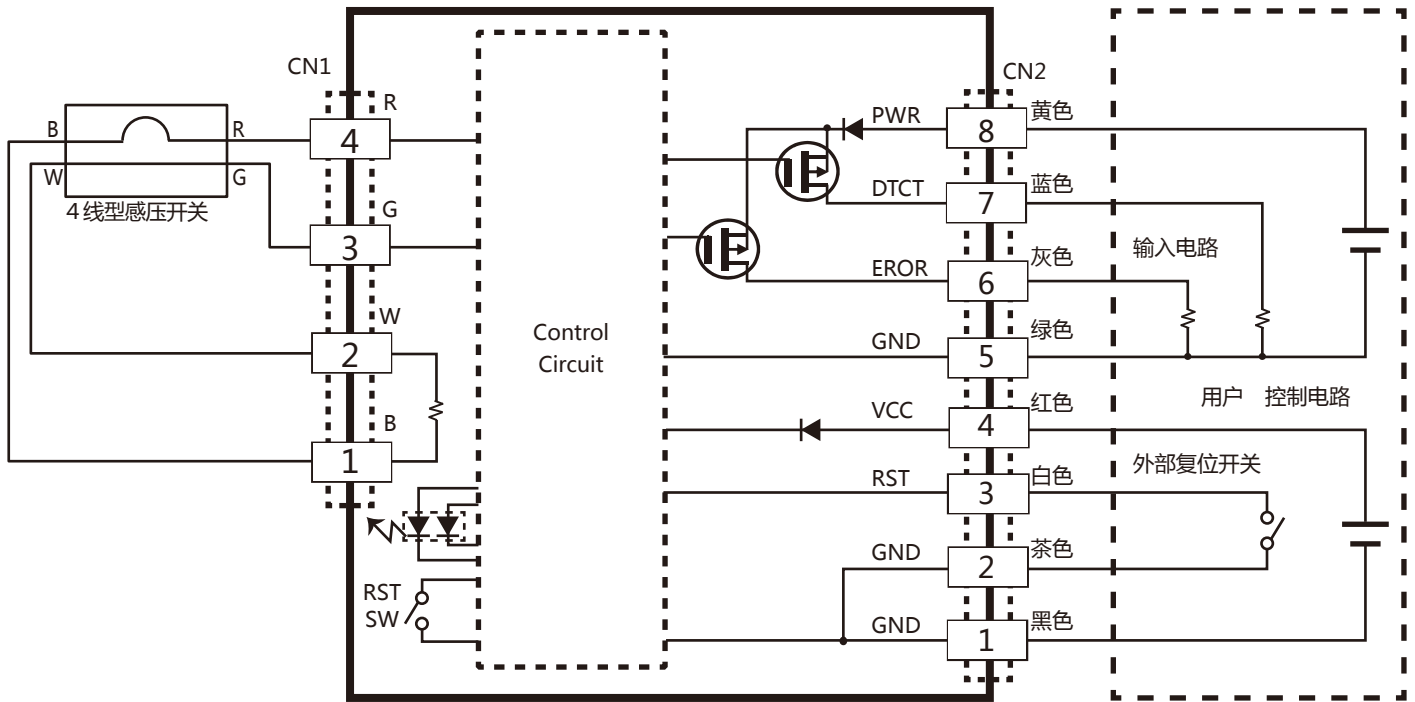 CN1
CN2
R
4
B
R
W
G
4线型感压开关
G
3
W
2
B
1
RST
SW
Control
Circuit
PWR
8
黄色
DTCT
7
蓝色
EROR
6
灰色
输入电路
GND
5
绿色
用户 控制电路
VCC
4
红色
外部复位开关
RST
3
白色
GND
2
茶色
GND
1
黑色